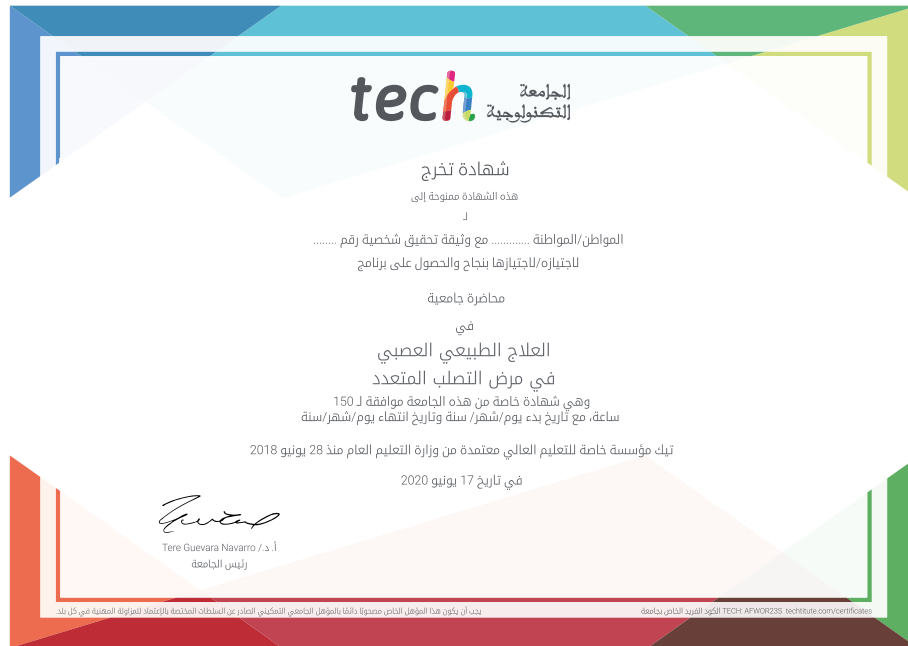 tech الجامعة
التكنولوجية
شهادة تخرج
هذه الشهادة ممنوحة إلى
لـ
المواطن/المواطنة ............. مع وثيقة تحقيق شخصية رقم ........
لاجتيازه/لاجتيازها بنجاح والحصول على برنامج
محاضرة جامعية
في
العلاج الطبيعي العصبي
في مرض التصلب المتعدد
وهي شهادة خاصة من هذه الجامعة موافقة لـ 150
ساعة، مع تاريخ بدء يوم/شهر/ سنة وتاريخ انتهاء يوم/شهر/سنة
تيك مؤسسة خاصة للتعليم العالي معتمدة من وزارة التعليم العام منذ 28 يونيو 2018
في تاريخ 17 يونيو 2020
أ. د./ Tere Guevara Navarro
رئيس الجامعة
يجب أن يكون هذا المؤهل الخاص مصحوبًا دائمًا بالمؤهل الجامعي التمكيني الصادر عن السلطات المختصة بالإعتماد للمزاولة المهنية في كل بلد.
الكود الفريد الخاص بجامعة TECH: AFWOR23S techtitute.com/certificates